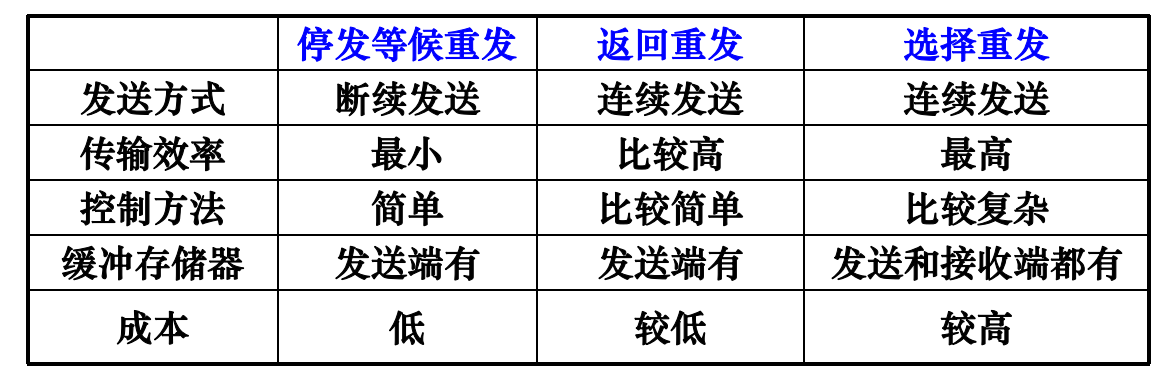 停发等候重发 返回重发 选择重发
发送方式 断续发送 连续发送 连续发送
传输效率 最小 比较高 最高
控制方法 简单 比较简单 比较复杂
缓冲存储器 发送端有 发送端有 发送和接收端都有
成本 低 较低 较高